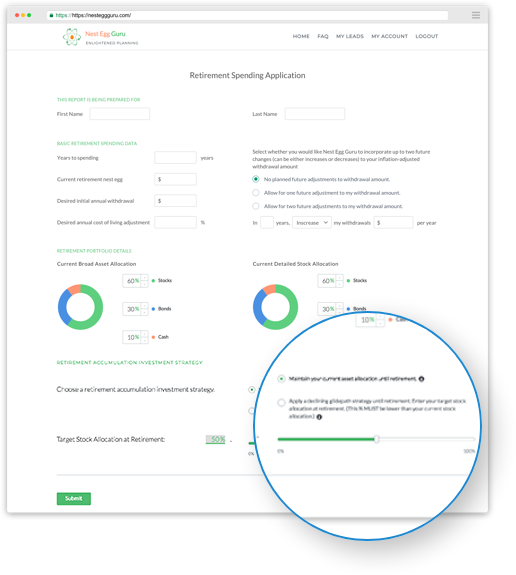 https://https://nesteggguru.com/
Nest Egg Guru
ENLIGHTENED PLANNING
HOME FAQ MY LEADS MY ACCOUNT LOGOUT
Retirement Spending Application
THIS REPORT IS BEING PREPARED FOR
First Name Last Name
BASIC RETIREMENT SPENDING DATA
Years to spending years
Current retirement nest egg $
Desired initial annual withdrawal $
Desired annual cost of living adjustment %
Select whether you would like Nest Egg Guru to incorporate up to two future
changes (can be either increases or decreases) to your inflation-adjusted
withdrawal amount
No planned future adjustments to withdrawal amount.
Allow for one future adjustment to my withdrawal amount.
Allow for two future adjustments to my withdrawal amount.
In years, Inscrease my withdrawals $ per year
RETIREMENT PORTFOLIO DETAILS
Current Broad Asset Allocation
60% Stocks
30% Bonds
10% Cash
Current Detailed Stock Allocation
60% Stocks
30% Bonds
10% Cash
RETIREMENT ACCUMULATION INVESTMENT STRATEGY
Choose a retirement accumulation investment strategy.
Maintain your current asset allocation until retirement.
Apply a declining glidepath strategy until retirement. Enter your target stock
allocation at retirement. (This % MUST be lower than your current stock
allocation.)
Target Stock Allocation at Retirement: 50%
0%
0% 100%
Submit